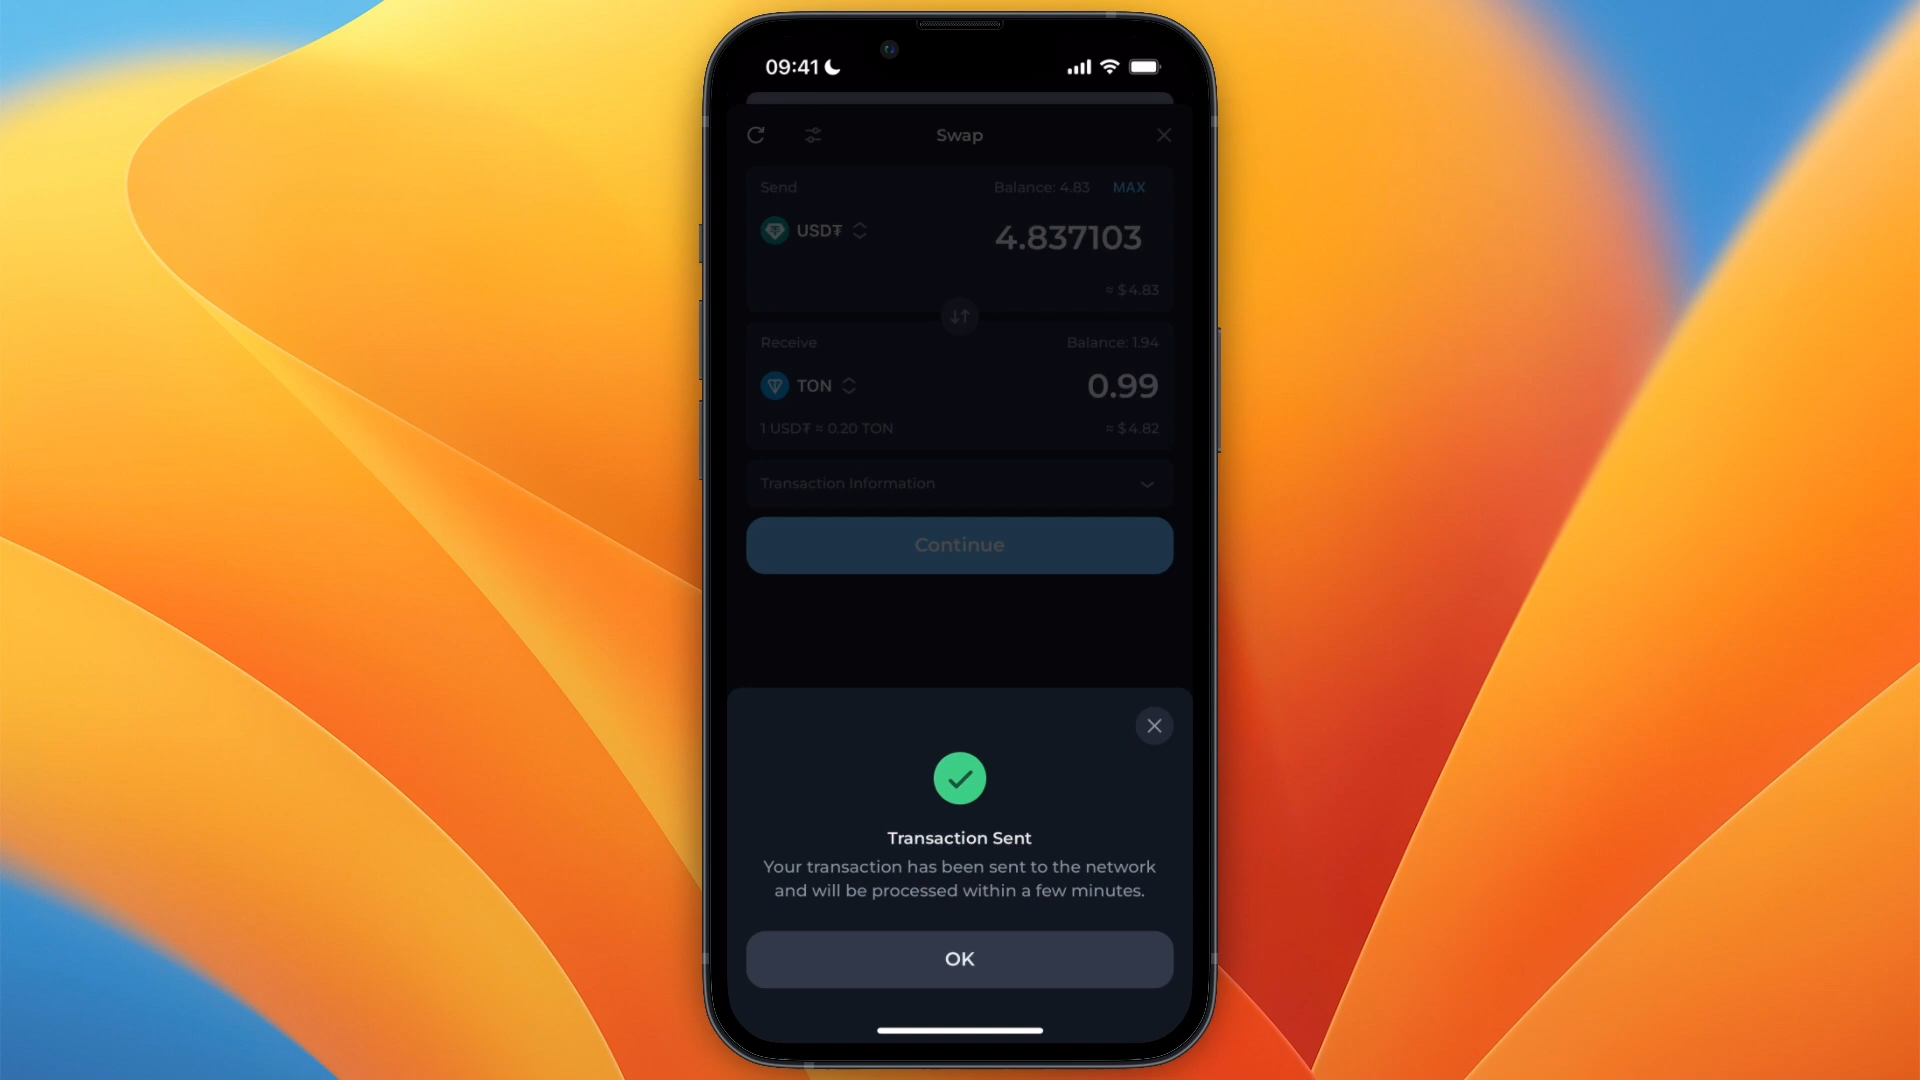 09:41
Swap
Send
Balance: 4.83 MAX
USD₮
4.837103
≈ $4.83
Receive
Balance: 1.94
TON
0.99
1 USD₮ ≈ 0.20 TON
≈ $4.82
Transaction Information
Continue
Transaction Sent
Your transaction has been sent to the network
and will be processed within a few minutes.
OK